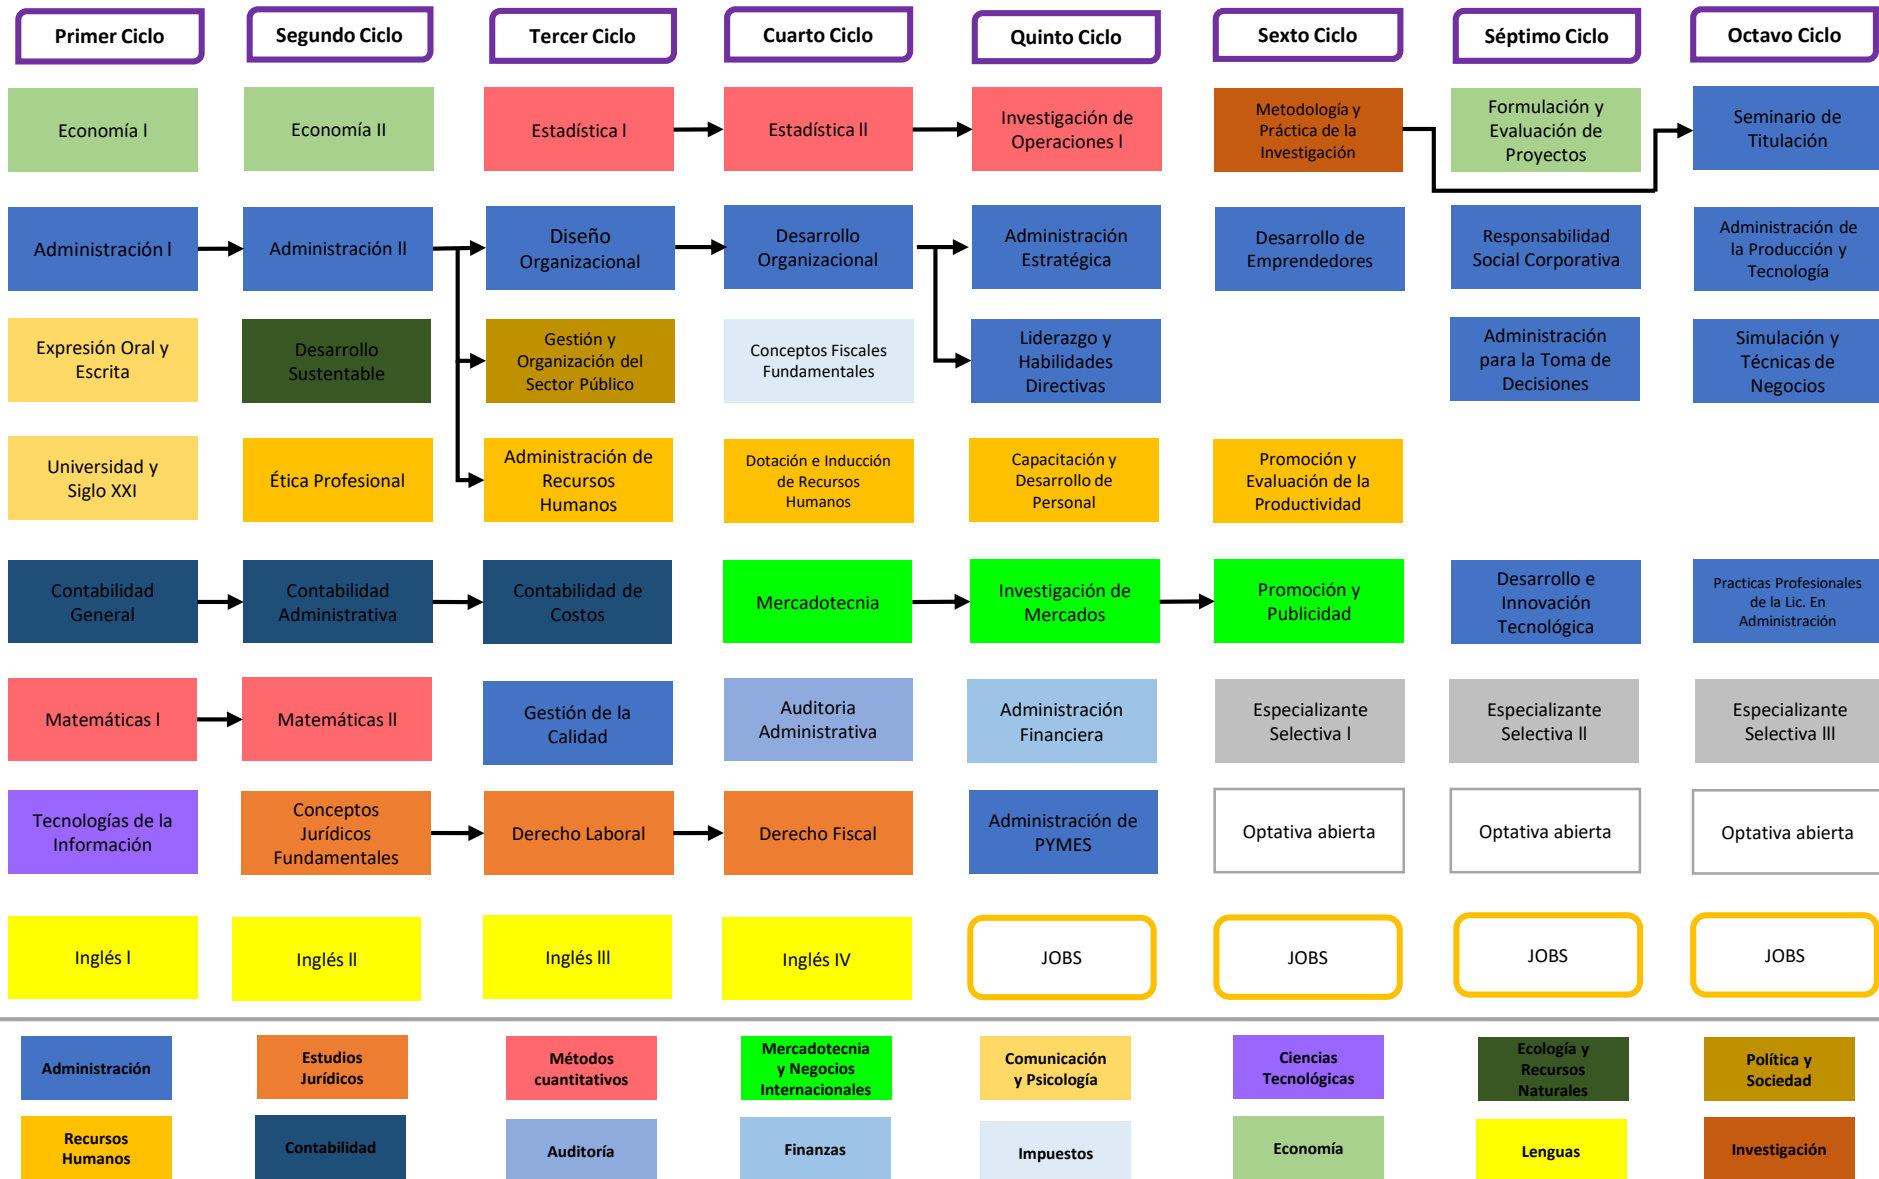 Primer Ciclo
Segundo Ciclo
Tercer Ciclo
Cuarto Ciclo
Quinto Ciclo
Sexto Ciclo
Séptimo Ciclo
Octavo Ciclo
Economía I
Economía II
Estadística I
Estadística II
Investigación de
Operaciones I
Metodología y
Práctica de la
Investigación
Formulación y
Evaluación de
Proyectos
Seminario de
Titulación
Administración I
Administración II
Diseño
Organizacional
Desarrollo
Organizacional
Administración
Estratégica
Desarrollo de
Emprendedores
Responsabilidad
Social Corporativa
Administración de
la Producción y
Tecnología
Expresión Oral y
Escrita
Desarrollo
Sustentable
Gestión y
Organización del
Sector Público
Conceptos Fiscales
Fundamentales
Liderazgo y
Habilidades
Directivas
Administración
para la Toma de
Decisiones
Simulación y
Técnicas de
Negocios
Universidad y
Siglo XXI
Ética Profesional
Administración de
Recursos
Humanos
Dotación e Inducción
de Recursos
Humanos
Capacitación y
Desarrollo de
Personal
Promoción y
Evaluación de la
Productividad
Contabilidad
General
Contabilidad
Administrativa
Contabilidad de
Costos
Mercadotecnia
Investigación de
Mercados
Promoción y
Publicidad
Desarrollo e
Innovación
Tecnológica
Practicas Profesionales
de la Lic. En
Administración
Matemáticas I
Matemáticas II
Gestión de la
Calidad
Auditoria
Administrativa
Administración
Financiera
Especializante
Selectiva I
Especializante
Selectiva II
Especializante
Selectiva III
Tecnologías de la
Información
Conceptos
Jurídicos
Fundamentales
Derecho Laboral
Derecho Fiscal
Administración de
PYMES
Optativa abierta
Optativa abierta
Optativa abierta
Inglés I
Inglés II
Inglés III
Inglés IV
JOBS
JOBS
JOBS
JOBS
Administración
Estudios
Jurídicos
Métodos
cuantitativos
Mercadotecnia
y Negocios
Internacionales
Comunicación
y Psicología
Ciencias
Tecnológicas
Ecología y
Recursos
Naturales
Política y
Sociedad
Recursos
Humanos
Contabilidad
Auditoría
Finanzas
Impuestos
Economía
Lenguas
Investigación